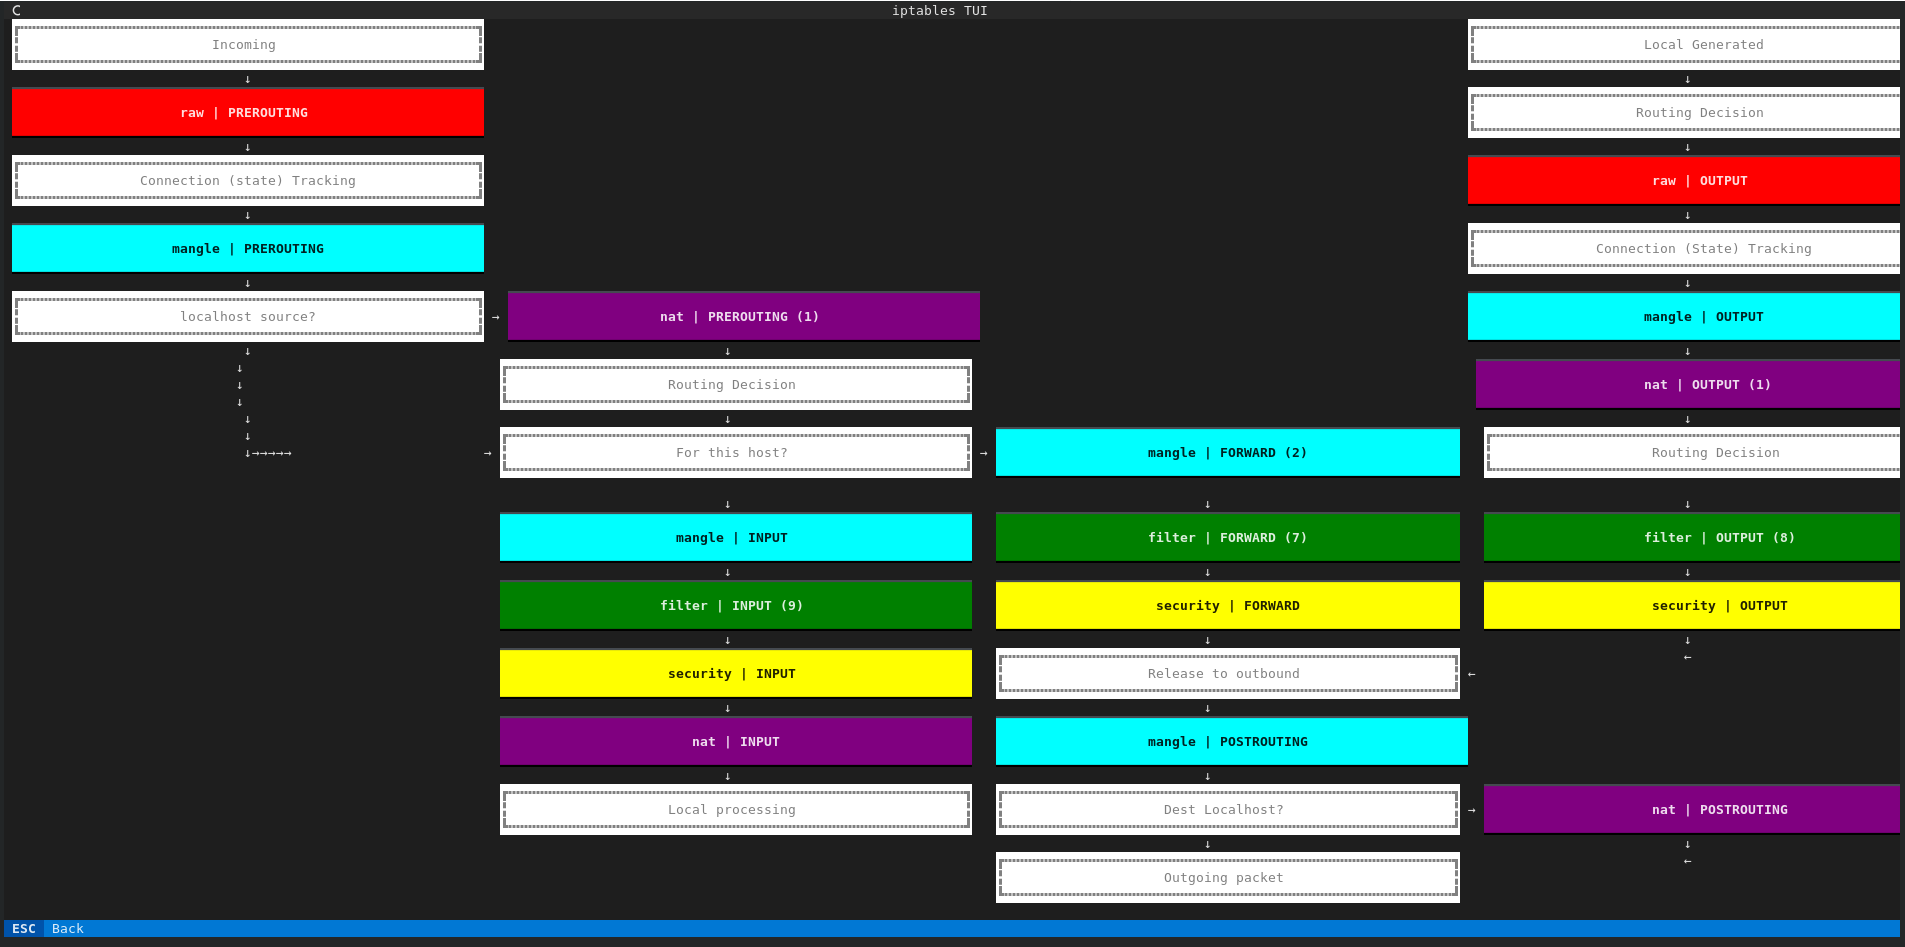 iptables TUI
Incoming
Local Generated
↓
↓
raw | PREROUTING
Routing Decision
↓
↓
Connection (state) Tracking
raw | OUTPUT
↓
↓
mangle | PREROUTING
Connection (State) Tracking
↓
↓
localhost source?
→
nat | PREROUTING (1)
mangle | OUTPUT
↓
↓
↓
↓
Routing Decision
nat | OUTPUT (1)
↓
↓
↓
↓
↓
↓
↓→→→→→
→
For this host?
→
mangle | FORWARD (2)
Routing Decision
↓
↓
↓
mangle | INPUT
filter | FORWARD (7)
filter | OUTPUT (8)
↓
↓
↓
filter | INPUT (9)
security | FORWARD
security | OUTPUT
↓
↓
↓
←
security | INPUT
Release to outbound
←
↓
↓
nat | INPUT
mangle | POSTROUTING
↓
↓
Local processing
Dest Localhost?
→
nat | POSTROUTING
↓
↓
←
Outgoing packet
ESC Back